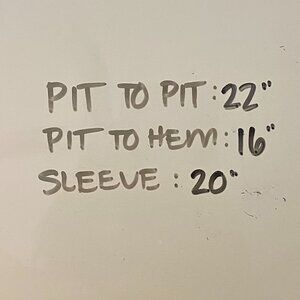 PIT TO PIT: 22"
PIT TO HEM: 16"
SLEEVE: 20"